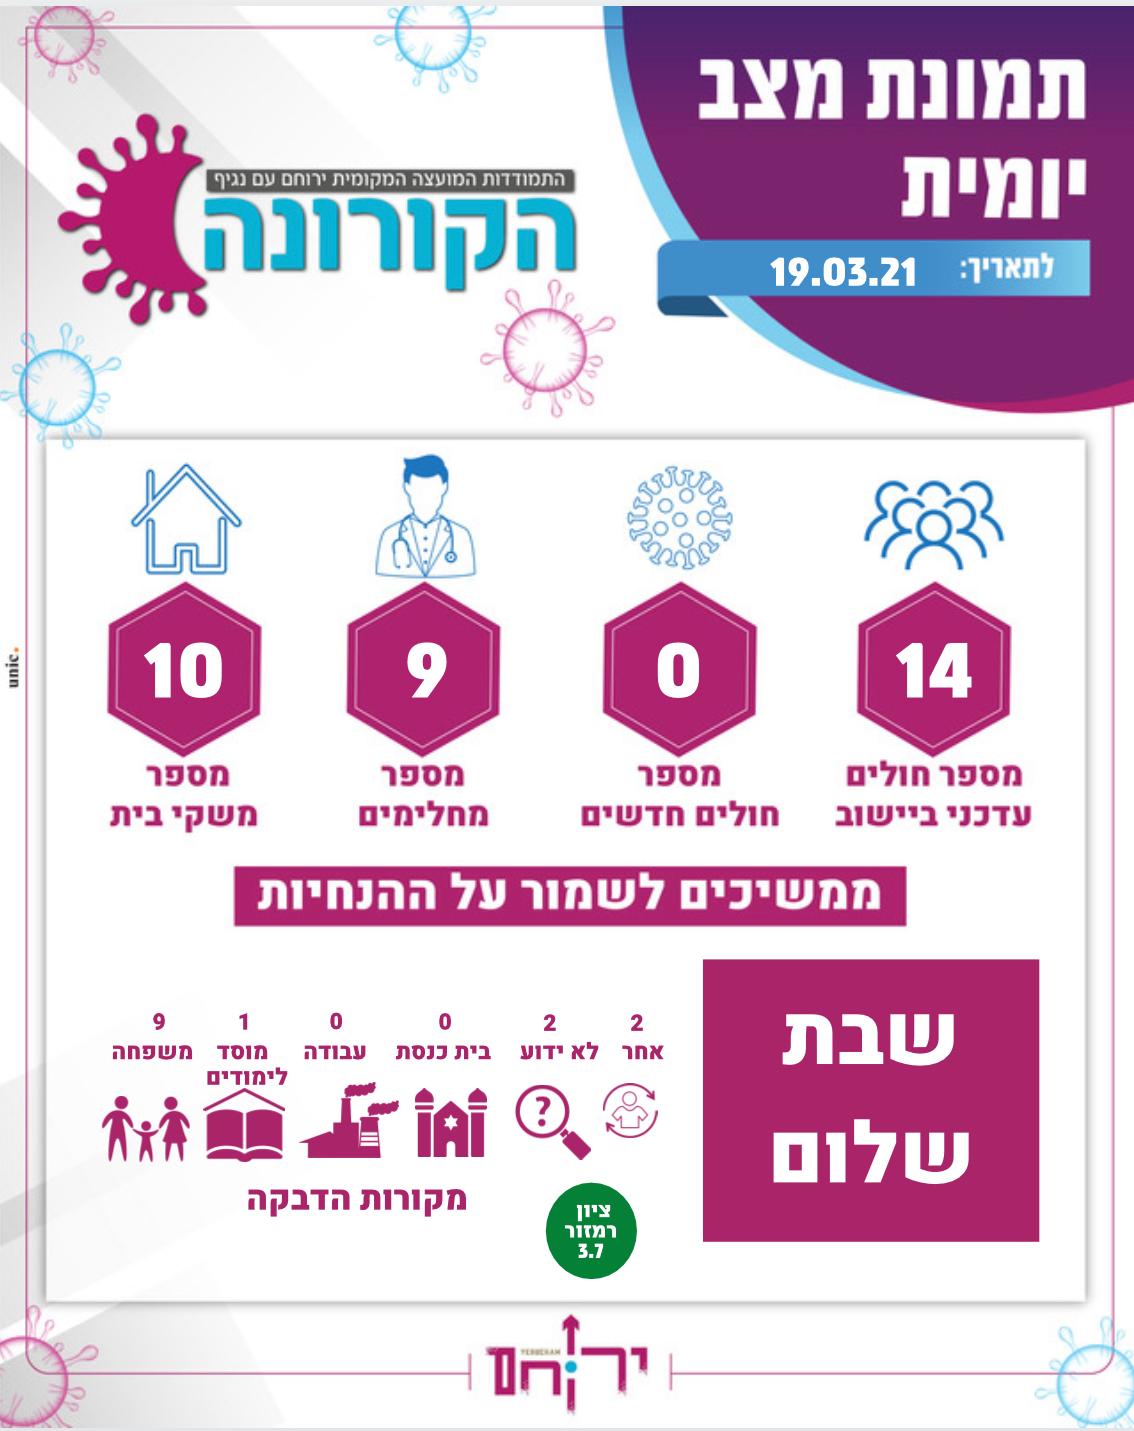 תמונת מצב
יומית
לתאריך: 19.03.21
התמודדות המועצה המקומית ירוחם עם נגיף
הקורונה
14
מספר חולים
עדכני ביישוב
0
מספר
חולים חדשים
9
מספר
מחלימים
10
מספר
משקי בית
ממשיכים לשמור על ההנחיות
שבת
שלום
2
אחר
2
לא ידוע
0
בית כנסת
0
עבודה
1
מוסד
לימודים
9
משפחה
?
מקורות הדבקה
ציון
רמזור
3.7
unic.
ירוחם
YERUCHAM